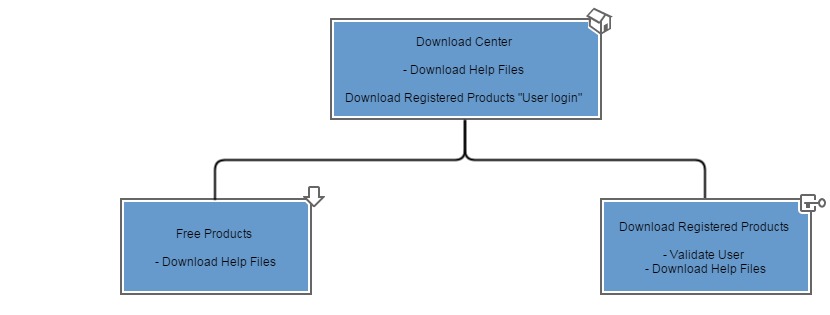 Download Center
- Download Help Files
Download Registered Products "User login"
Free Products
- Download Help Files
Download Registered Products
- Validate User
- Download Help Files